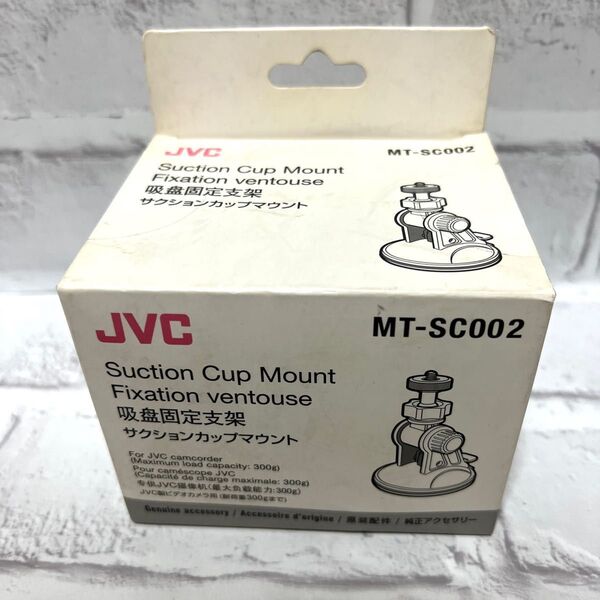 JVC
MT-SC002
Suction Cup Mount
Fixation ventouse
吸盘固定支架
サクションカップマウント
JVC
MT-SC002
Suction Cup Mount
Fixation ventouse
吸盘固定支架
サクションカップマウント
For JVC camcorder
(Maximum load capacity: 300g)
Pour caméscope JVC
(Capacité de charge maximale: 300g)
专供JVC摄像机(最大负载能力:300g)
JVC製ビデオカメラ用(耐荷重300gまで)
Genuine accessory / Accessoire d'origine / 原装配件 / 純正アクセサリー